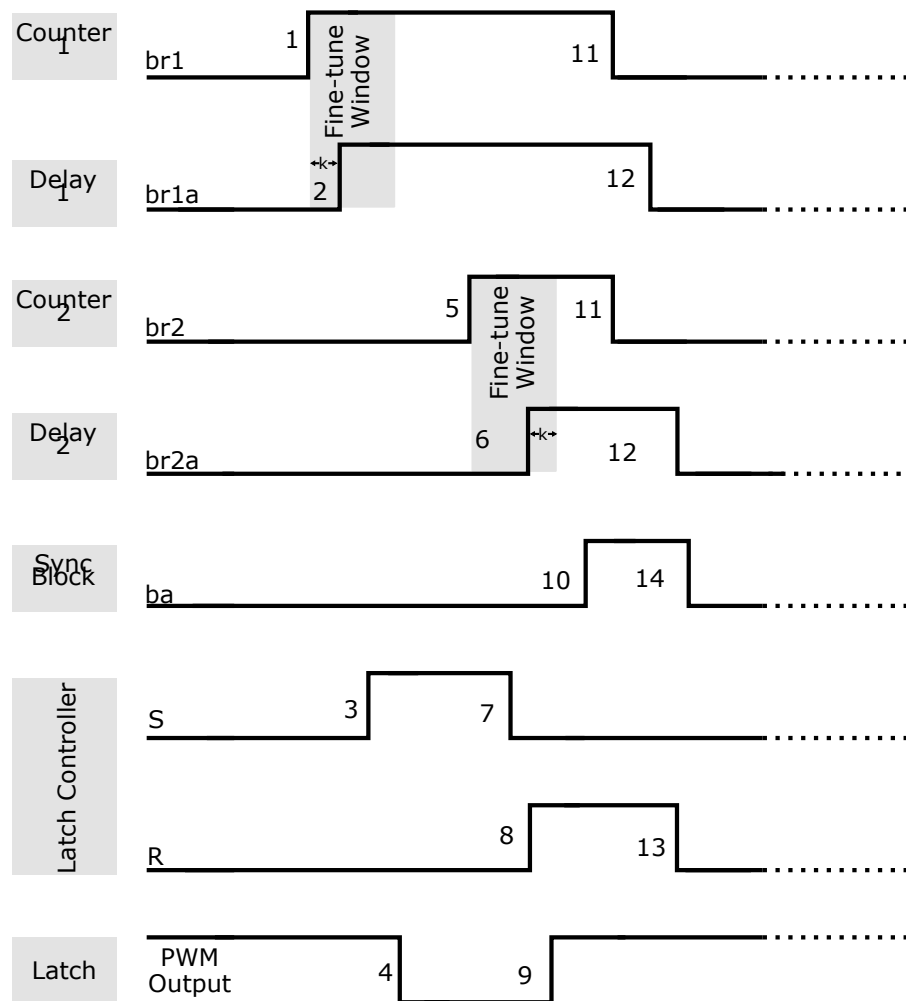 Counter
1
br1
1
11
Fine-tune
Window
Delay
1
br1a
k
2
12
Counter
2
br2
5
11
Fine-tune
Window
Delay
2
br2a
6
k
12
Sync
Block
ba
10
14
Latch Controller
S
3
7
R
8
13
Latch
PWM
Output
4
9